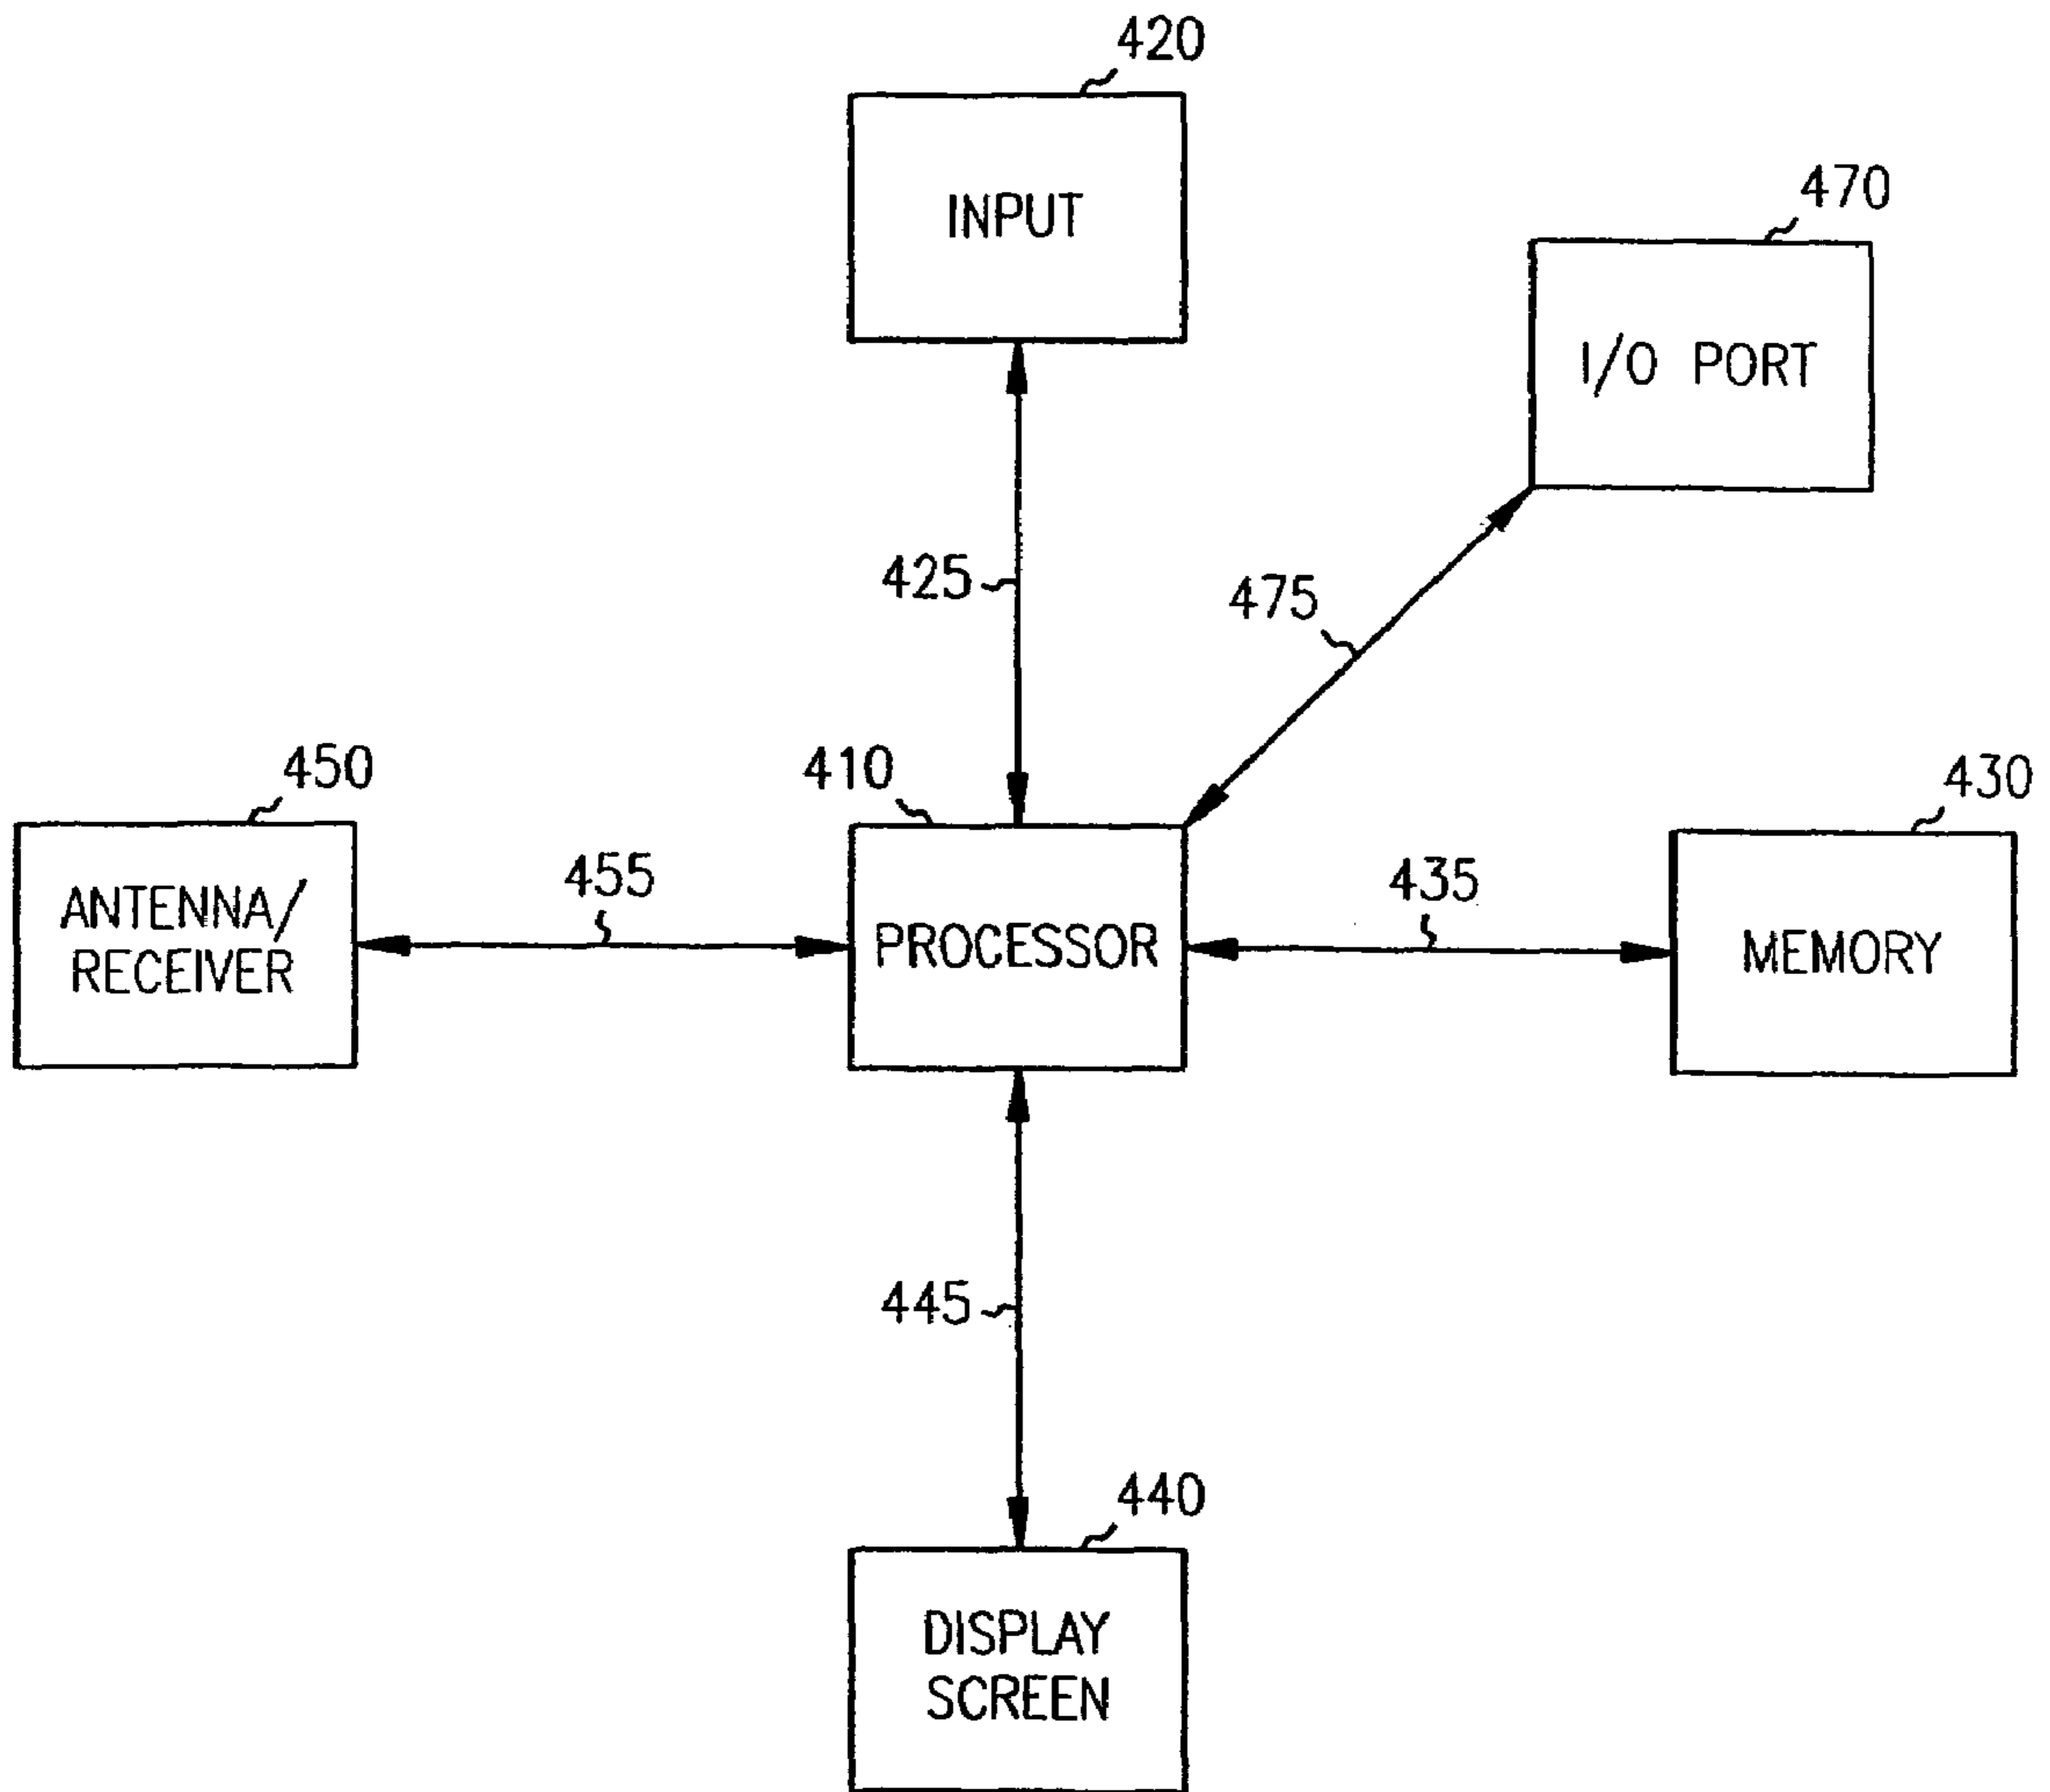 420
INPUT
470
I/O PORT
425
475
450
410
430
ANTENNA/
RECEIVER
455
PROCESSOR
435
MEMORY
445
440
DISPLAY
SCREEN